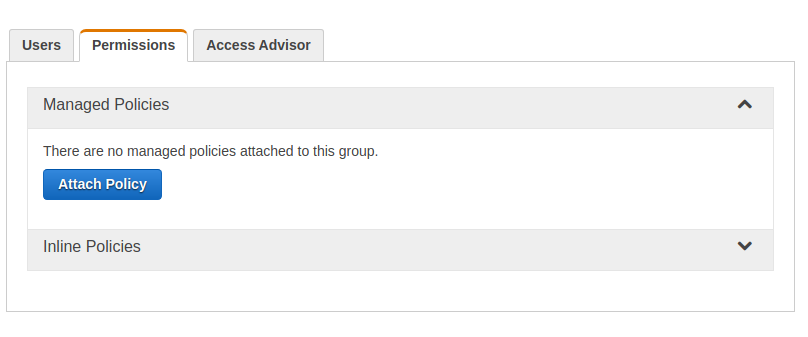 Users Permissions Access Advisor
Managed Policies
There are no managed policies attached to this group.
Attach Policy
Inline Policies